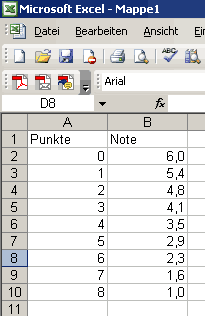 Microsoft Excel - Mappe1
Datei Bearbeiten Ansicht
ABC
Arial
D8 fx
A B
1 Punkte Note
2 0 6,0
3 1 5,4
4 2 4,8
5 3 4,1
6 4 3,5
7 5 2,9
8 6 2,3
9 7 1,6
10 8 1,0
11